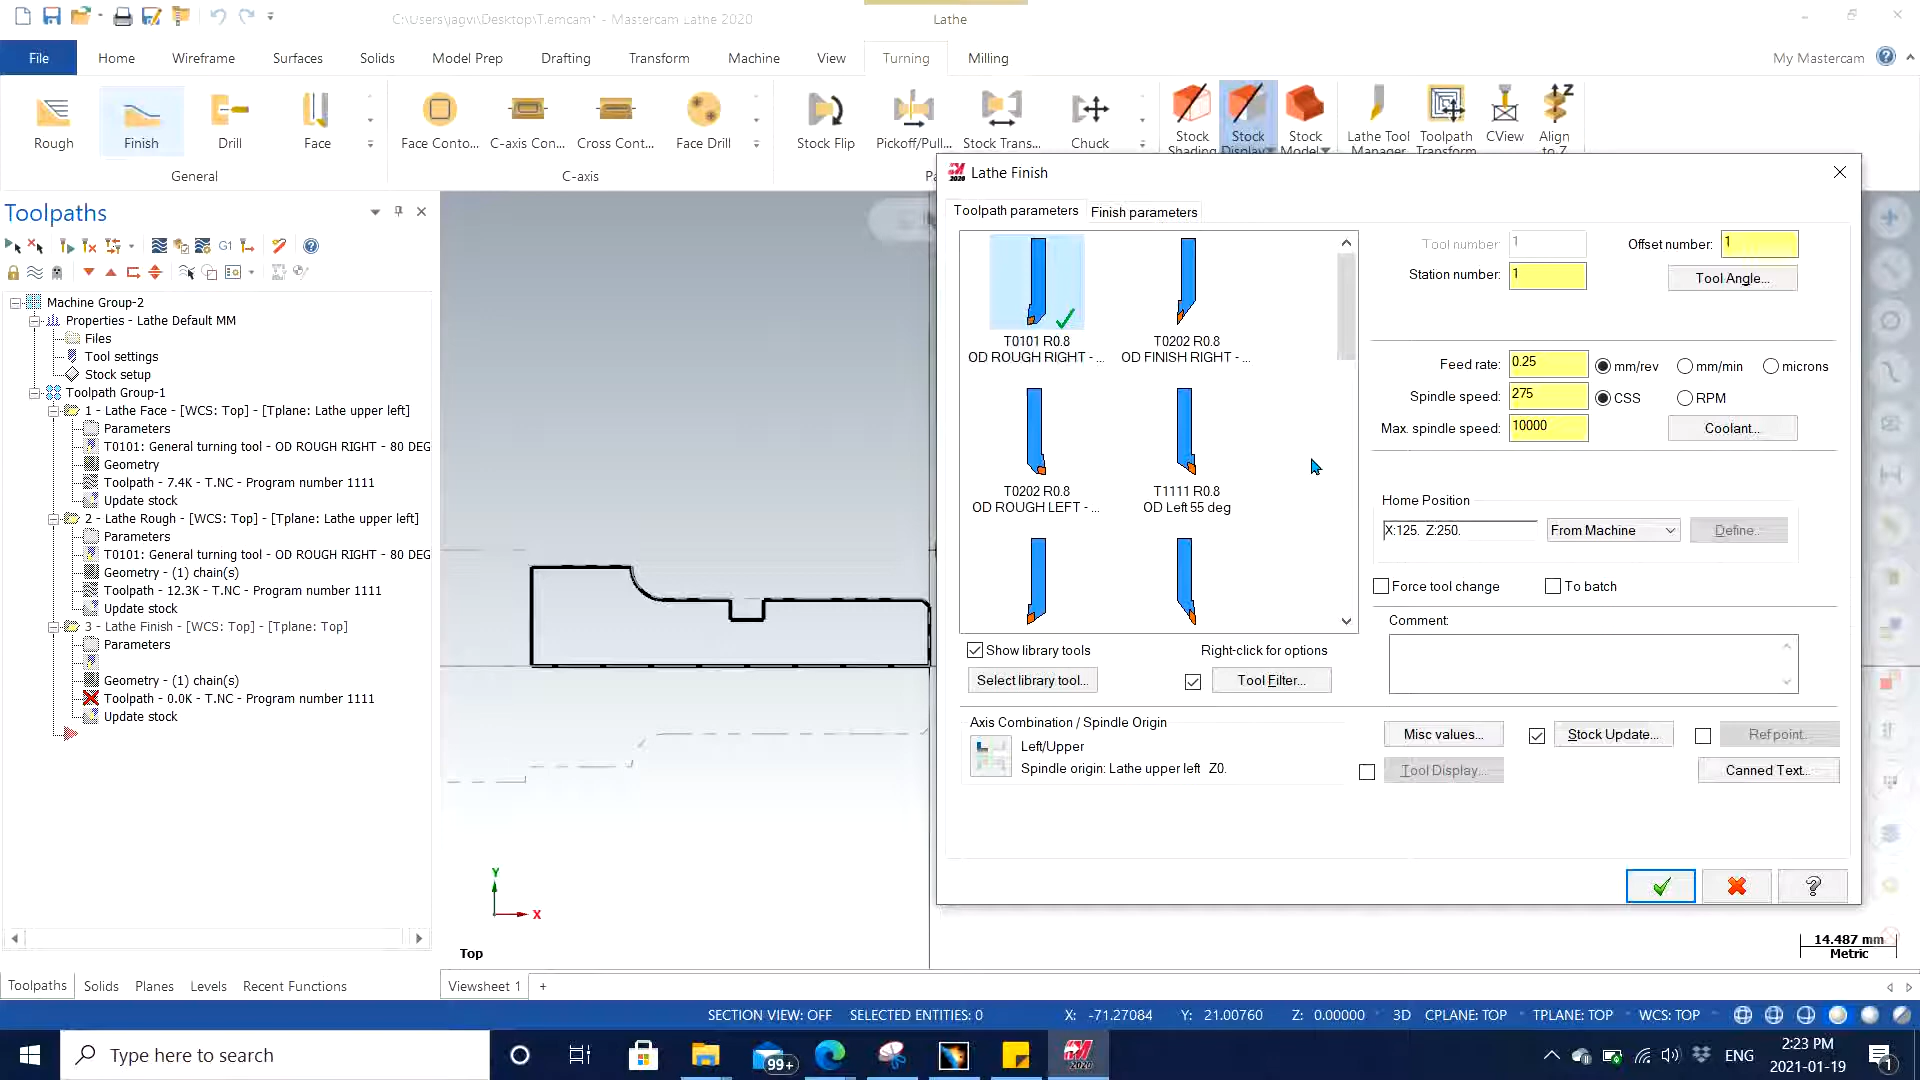 C:\Users\jagvi\Desktop\T.emcam* - Mastercam Lathe 2020
Lathe
File Home Wireframe Surfaces Solids Model Prep Drafting Transform Machine View Turning Milling
My Mastercam
Rough Finish Drill Face
General
Face Conto... C-axis Con... Cross Cont... Face Drill
C-axis
Stock Flip Pickoff/Pull... Stock Trans... Chuck
Stock Shading
Stock Display
Stock Model
Lathe Tool Manager
Toolpath Transform
CView
Align to Z
Toolpaths
G1
Machine Group-2
Properties - Lathe Default MM
Files
Tool settings
Stock setup
Toolpath Group-1
1 - Lathe Face - [WCS: Top] - [Tplane: Lathe upper left]
Parameters
T0101: General turning tool - OD ROUGH RIGHT - 80 DEG
Geometry
Toolpath - 7.4K - T.NC - Program number 1111
Update stock
2 - Lathe Rough - [WCS: Top] - [Tplane: Lathe upper left]
Parameters
T0101: General turning tool - OD ROUGH RIGHT - 80 DEG
Geometry - (1) chain(s)
Toolpath - 12.3K - T.NC - Program number 1111
Update stock
3 - Lathe Finish - [WCS: Top] - [Tplane: Top]
Parameters
Geometry - (1) chain(s)
Toolpath - 0.0K - T.NC - Program number 1111
Update stock
Toolpaths Solids Planes Levels Recent Functions
Y
X
Top
Viewsheet 1 +
14.487 mm
Metric
2020
Lathe Finish
Toolpath parameters Finish parameters
T0101 R0.8
OD ROUGH RIGHT - ...
T0202 R0.8
OD FINISH RIGHT - ...
T0202 R0.8
OD ROUGH LEFT - ...
T1111 R0.8
OD Left 55 deg
Show library tools
Right-click for options
Select library tool...
Tool Filter...
Axis Combination / Spindle Origin
Left/Upper
Spindle origin: Lathe upper left Z0.
Tool number: 1
Offset number: 1
Station number: 1
Tool Angle...
Feed rate: 0.25 mm/rev mm/min microns
Spindle speed: 275 CSS RPM
Max. spindle speed: 10000
Coolant...
Home Position
X:125. Z:250.
From Machine
Define...
Force tool change
To batch
Comment:
Misc values...
Stock Update...
Ref point...
Tool Display...
Canned Text...
SECTION VIEW: OFF SELECTED ENTITIES: 0 X: -71.27084 Y: 21.00760 Z: 0.00000 3D CPLANE: TOP TPLANE: TOP WCS: TOP
Type here to search
99+
2020
ENG
2:23 PM
2021-01-19
1